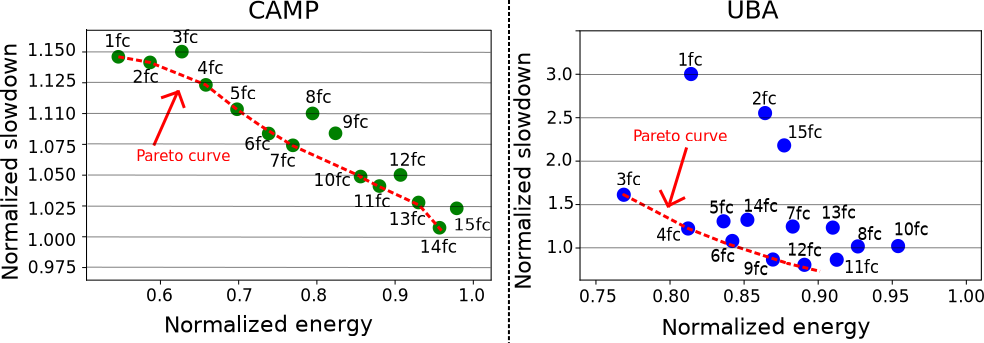 CAMP
Normalized slowdown
1.150
1.125
1.110
1.075
1.050
1.025
1.000
0.975
1fc
3fc
2fc
4fc
5fc
8fc
9fc
6fc
7fc
12fc
10fc
11fc
13fc
15fc
14fc
Pareto curve
0.6
0.7
0.8
0.9
1.0
Normalized energy
UBA
Normalized slowdown
3.0
2.5
2.0
1.5
1.0
1fc
2fc
15fc
Pareto curve
3fc
5fc
14fc
7fc
13fc
4fc
8fc
10fc
6fc
12fc
9fc
11fc
0.75
0.80
0.85
0.90
0.95
1.00
Normalized energy